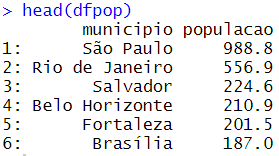 > head(dfpop)
municipio populacao
1: São Paulo 988.8
2: Rio de Janeiro 556.9
3: Salvador 224.6
4: Belo Horizonte 210.9
5: Fortaleza 201.5
6: Brasília 187.0